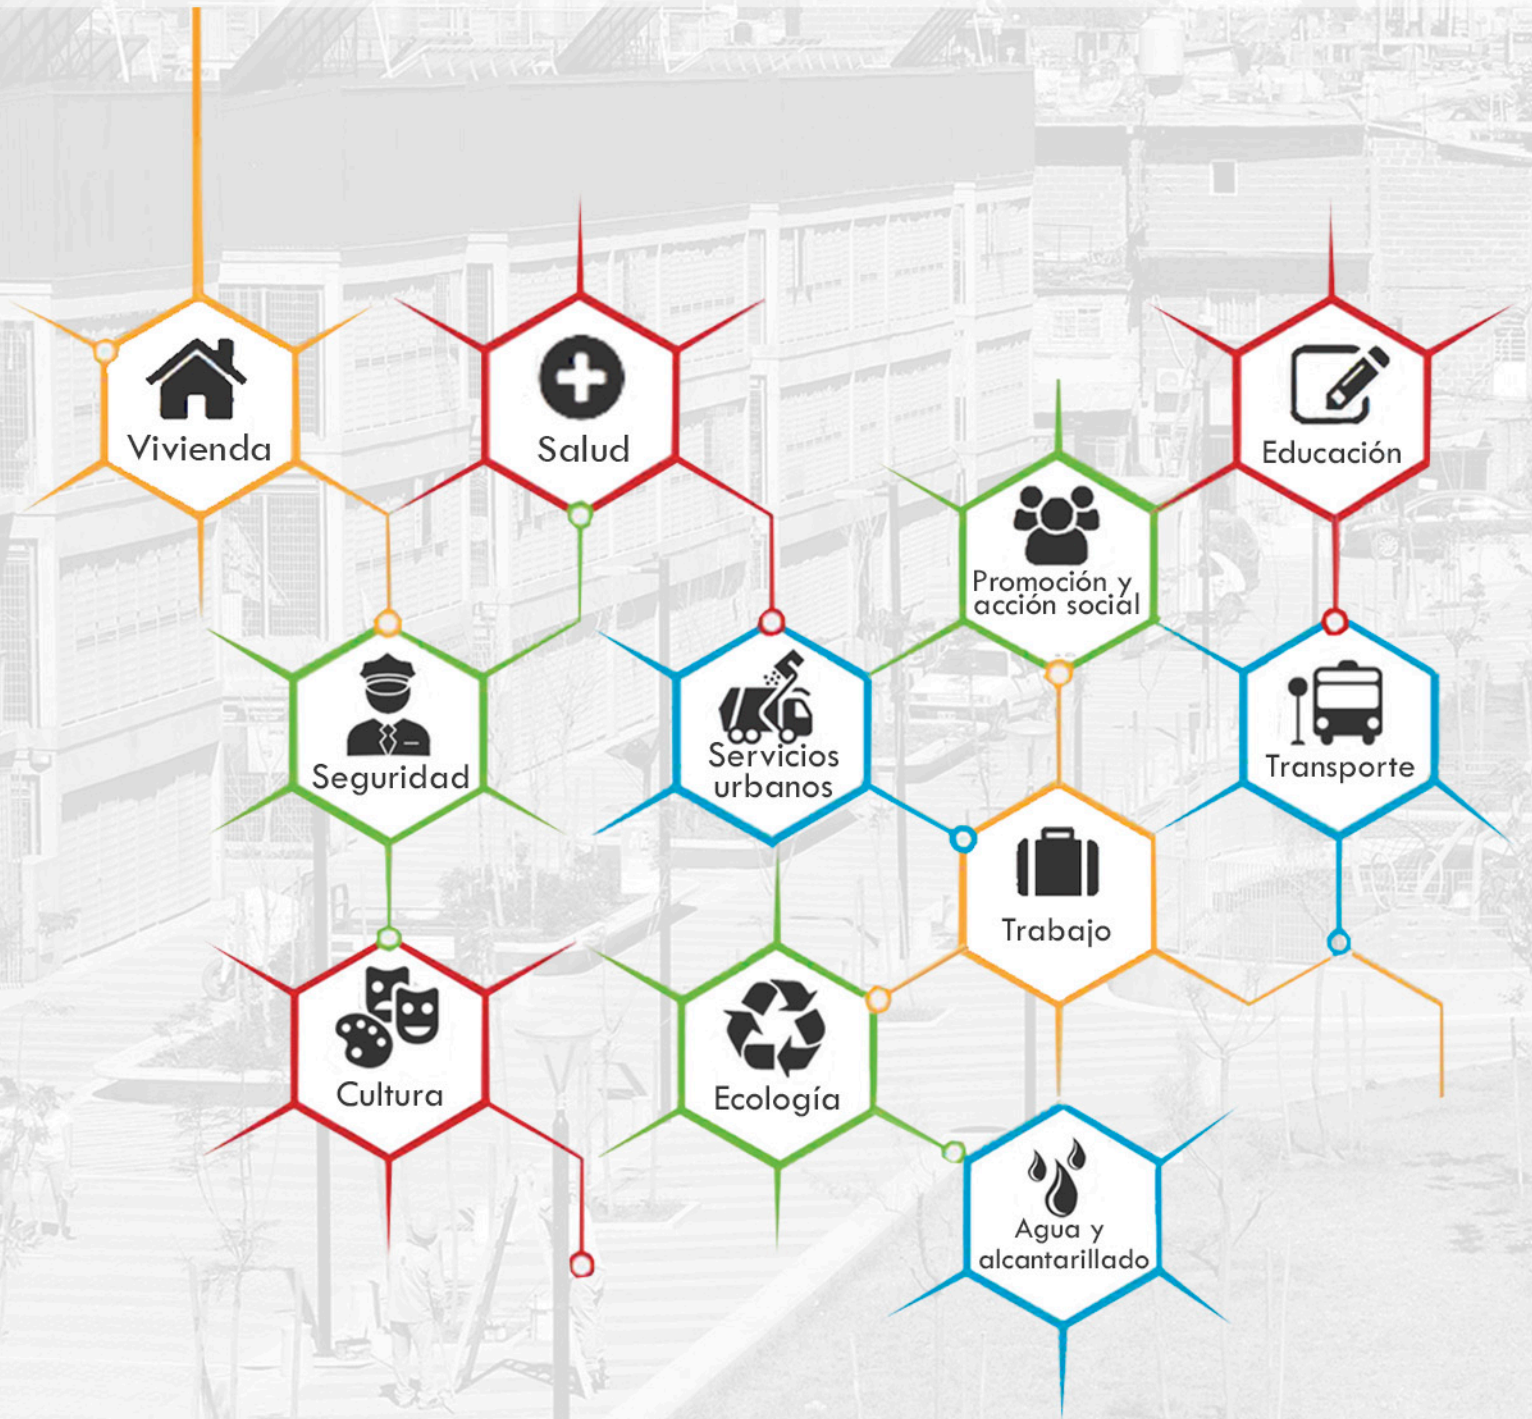 Vivienda
Salud
Educación
Promoción y
acción social
Seguridad
Servicios
urbanos
Transporte
Trabajo
Cultura
Ecología
Agua y
alcantarillado